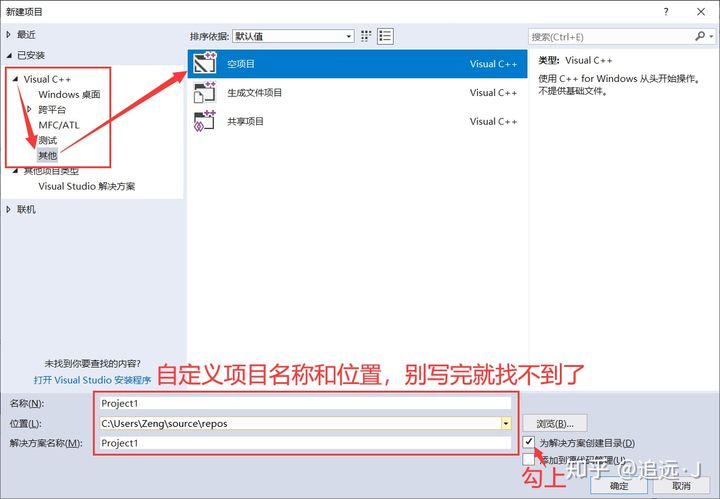 新建项目
?
最近
排序依据: 默认值
搜索(Ctrl+E)
已安装
Visual C++
Windows 桌面
跨平台
MFC/ATL
测试
其他
其他项目类型
Visual Studio 解决方案
联机
空项目 Visual C++
生成文件项目 Visual C++
共享项目 Visual C++
类型: Visual C++
使用 C++ for Windows 从头开始操作。
不提供基础文件。
未找到你要查找的内容?
打开 Visual Studio 安装程序
自定义项目名称和位置，别写完就找不到了
名称(N): Project1
位置(L): C:\Users\Zeng\source\repos 浏览(B)...
解决方案名称(M): Project1 为解决方案创建目录(D)
添加到源代码管理(U)
勾上
知乎 @追远·J
确定 取消